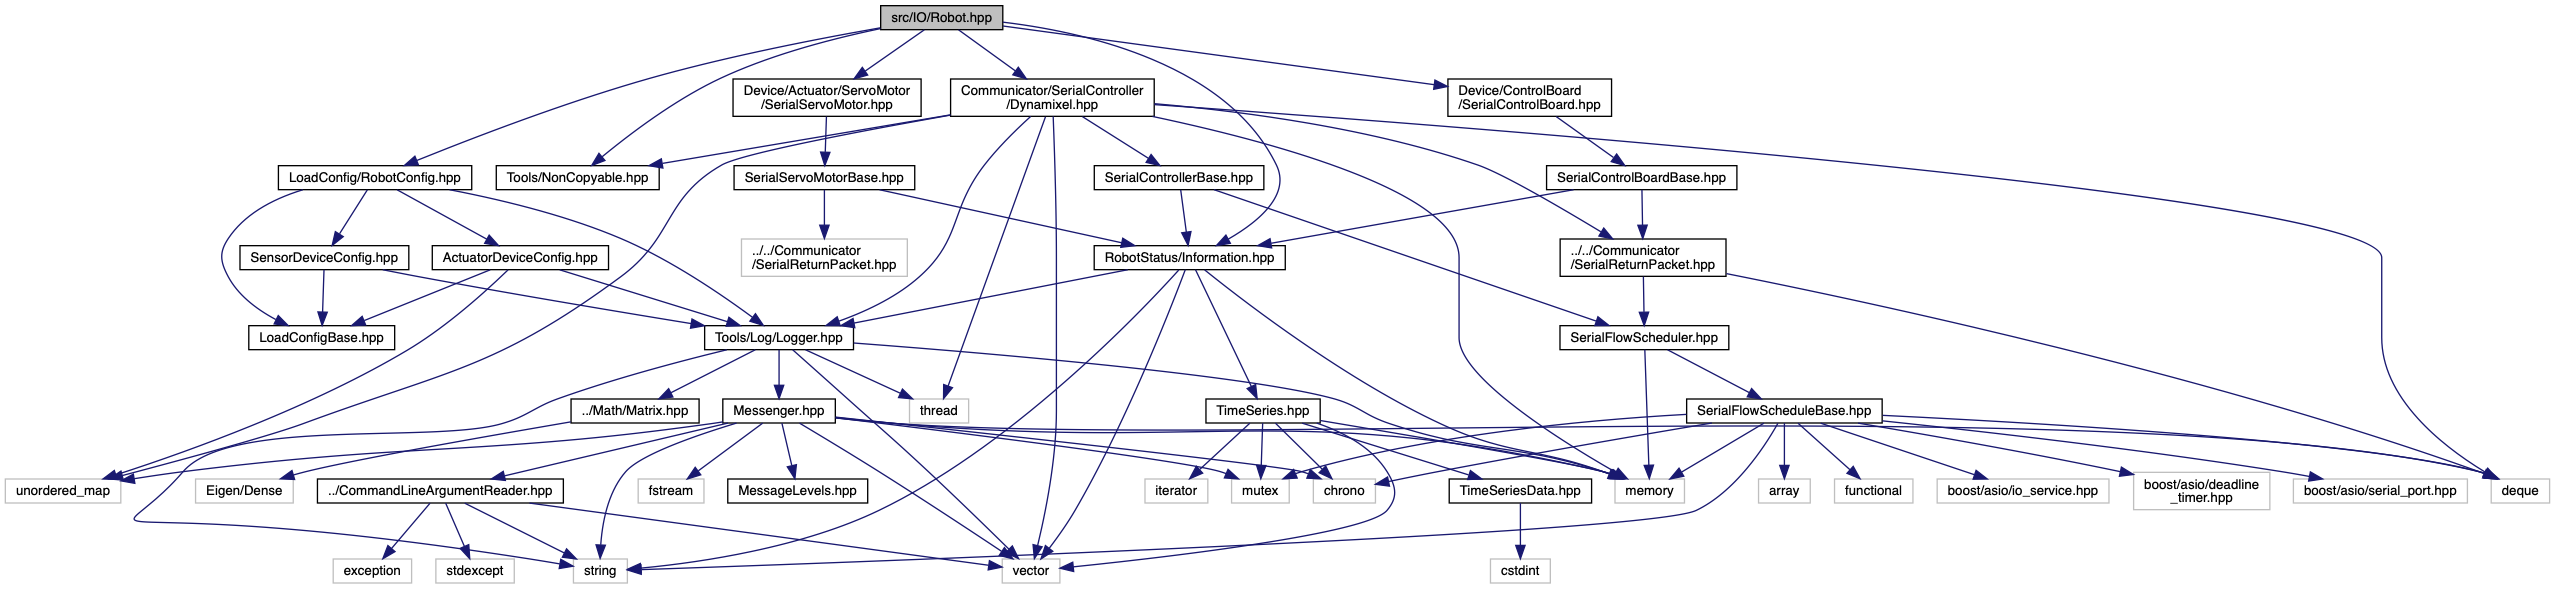 src/IO/Robot.hpp
Device/Actuator/ServoMotor
/SerialServoMotor.hpp
Communicator/SerialController
/Dynamixel.hpp
Device/ControlBoard
/SerialControlBoard.hpp
LoadConfig/RobotConfig.hpp
Tools/NonCopyable.hpp
SerialServoMotorBase.hpp
SerialControllerBase.hpp
SerialControlBoardBase.hpp
SensorDeviceConfig.hpp
ActuatorDeviceConfig.hpp
../../Communicator
/SerialReturnPacket.hpp
RobotStatus/Information.hpp
../../Communicator
/SerialReturnPacket.hpp
LoadConfigBase.hpp
Tools/Log/Logger.hpp
SerialFlowScheduler.hpp
../Math/Matrix.hpp
Messenger.hpp
thread
TimeSeries.hpp
SerialFlowScheduleBase.hpp
unordered_map
Eigen/Dense
../CommandLineArgumentReader.hpp
fstream
MessageLevels.hpp
iterator
mutex
chrono
TimeSeriesData.hpp
memory
array
functional
boost/asio/io_service.hpp
boost/asio/deadline
_timer.hpp
boost/asio/serial_port.hpp
deque
exception
stdexcept
string
vector
cstdint